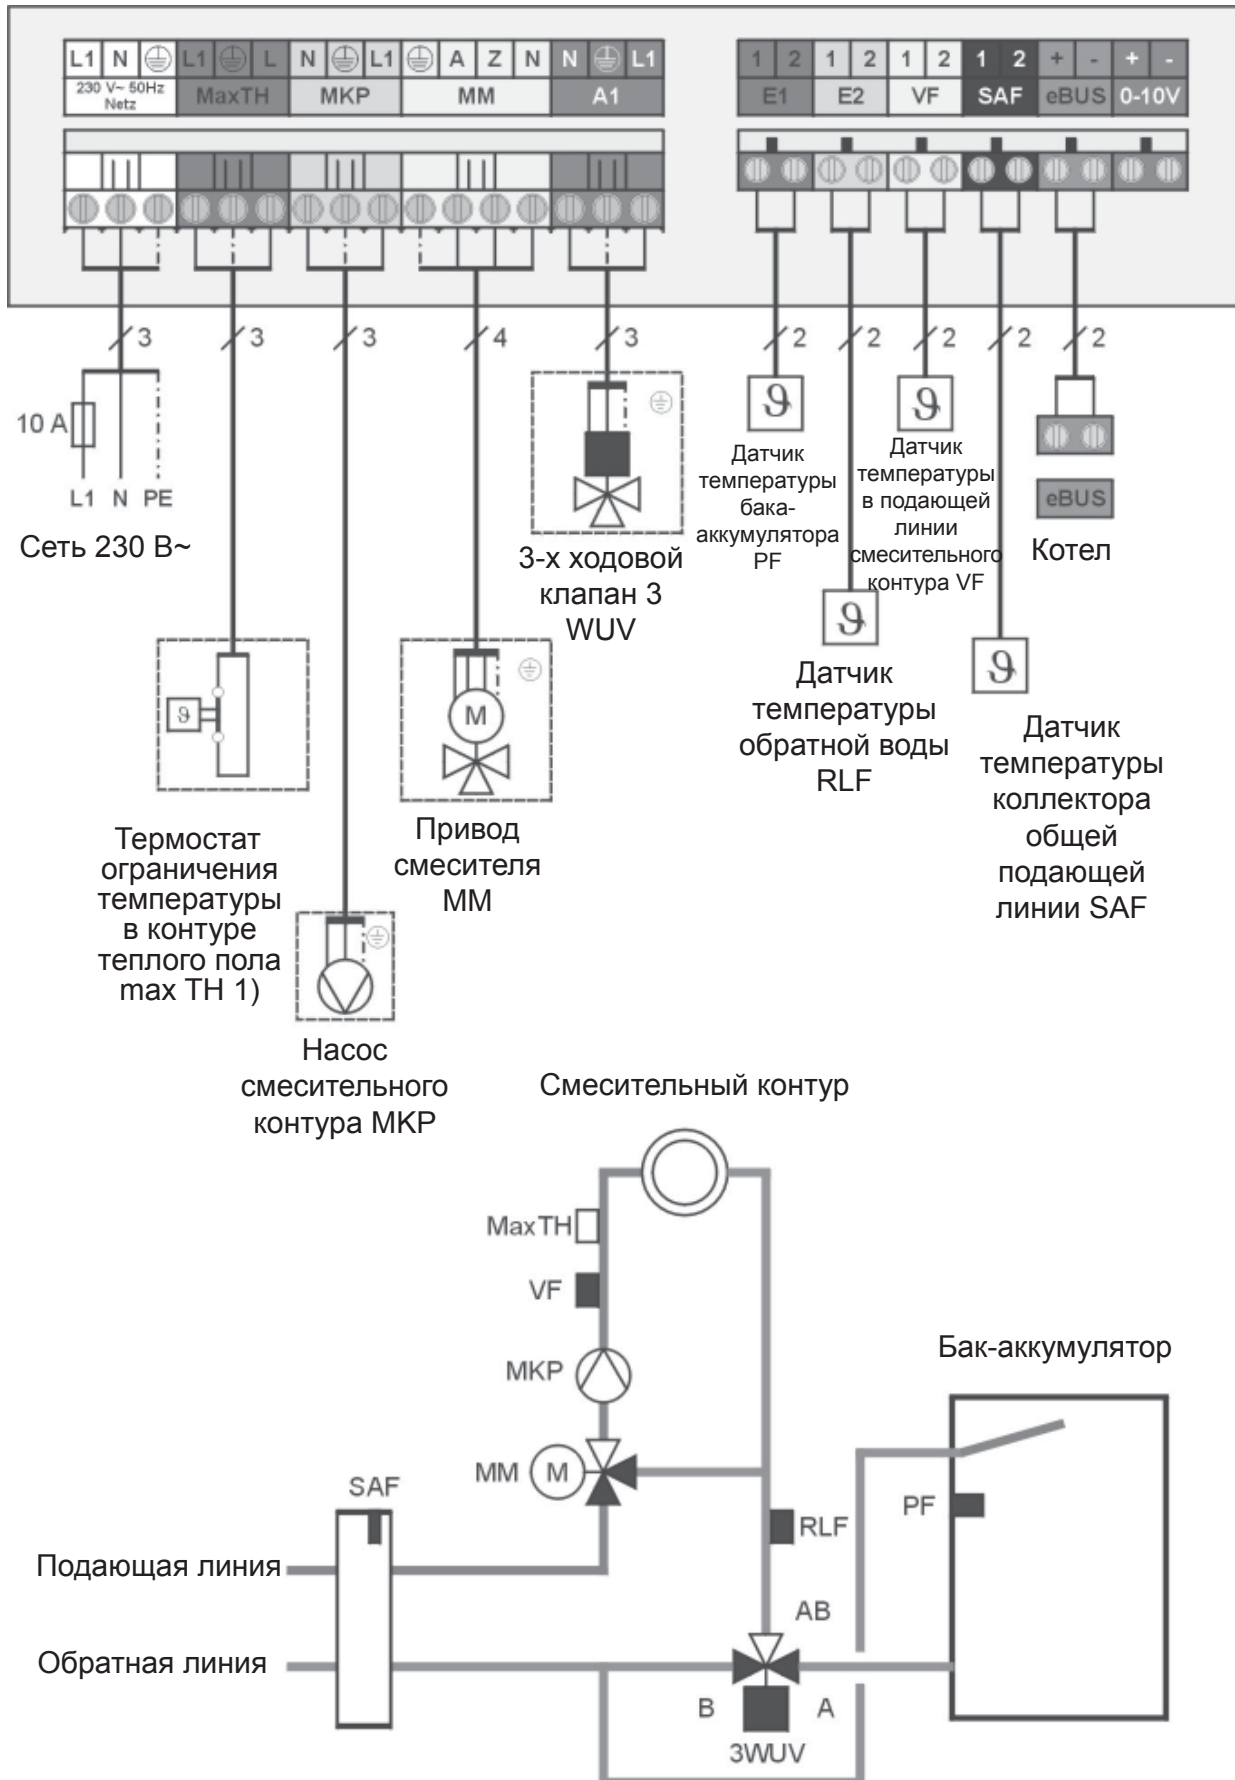 L1 N L1 L N L1 A Z N N L1
230 V~ 50Hz
Netz
MaxTH MKP MM A1
1 2 1 2 1 2 1 2 + - + -
E1 E2 VF SAF eBUS 0-10V
3 3 3 4 3 2 2 2 2 2
10 A
L1 N PE
Сеть 230 В~
ϑ
Термостат
ограничения
температуры
в контуре
теплого пола
max TH 1)
Насос
смесительного
контура MKP
M
Привод
смесителя
ММ
3-х ходовой
клапан 3
WUV
ϑ
Датчик
температуры
бака-
аккумулятора
PF
ϑ
Датчик
температуры
обратной воды
RLF
ϑ
Датчик
температуры
в подающей
линии
смесительного
контура VF
ϑ
Датчик
температуры
коллектора
общей
подающей
линии SAF
eBUS
Котел
Смесительный контур
MaxTH
VF
MKP
MM M
SAF
Подающая линия
Обратная линия
RLF
AB
B A
3WUV
Бак-аккумулятор
PF